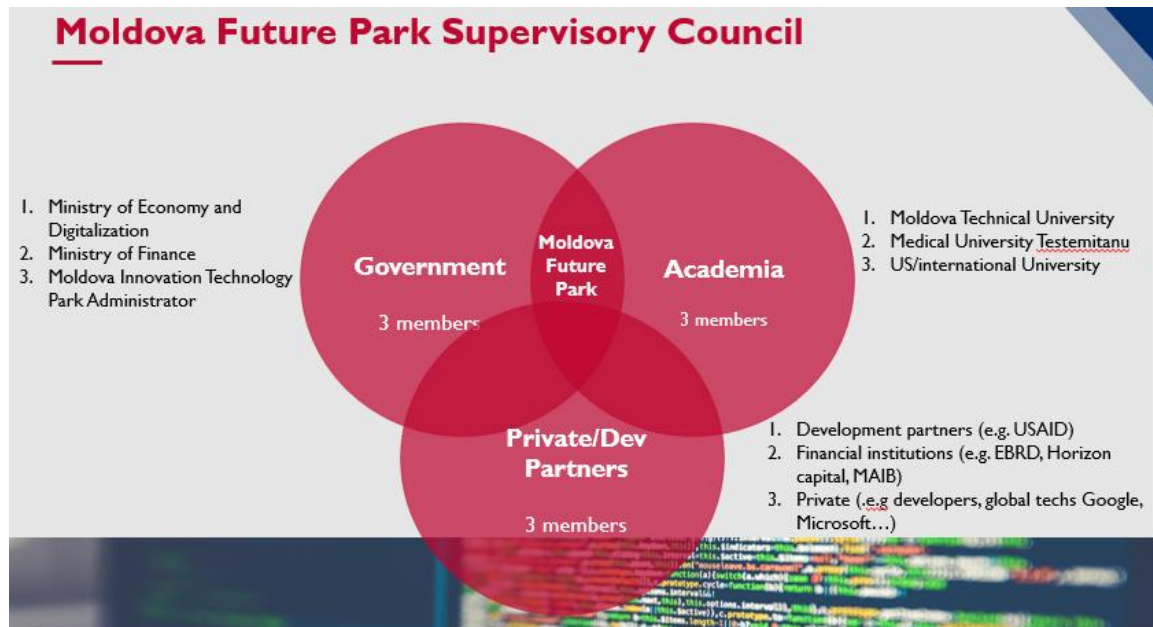 Moldova Future Park Supervisory Council
1. Ministry of Economy and
Digitalization
2. Ministry of Finance
3. Moldova Innovation Technology
Park Administrator
Government
3 members
Moldova
Future
Park
Academia
3 members
1. Moldova Technical University
2. Medical University Testemitanu
3. US/international University
Private/Dev
Partners
3 members
1. Development partners (e.g. USAID)
2. Financial institutions (e.g. EBRD, Horizon
capital, MAIB)
3. Private (.e.g developers, global techs Google,
Microsoft…)